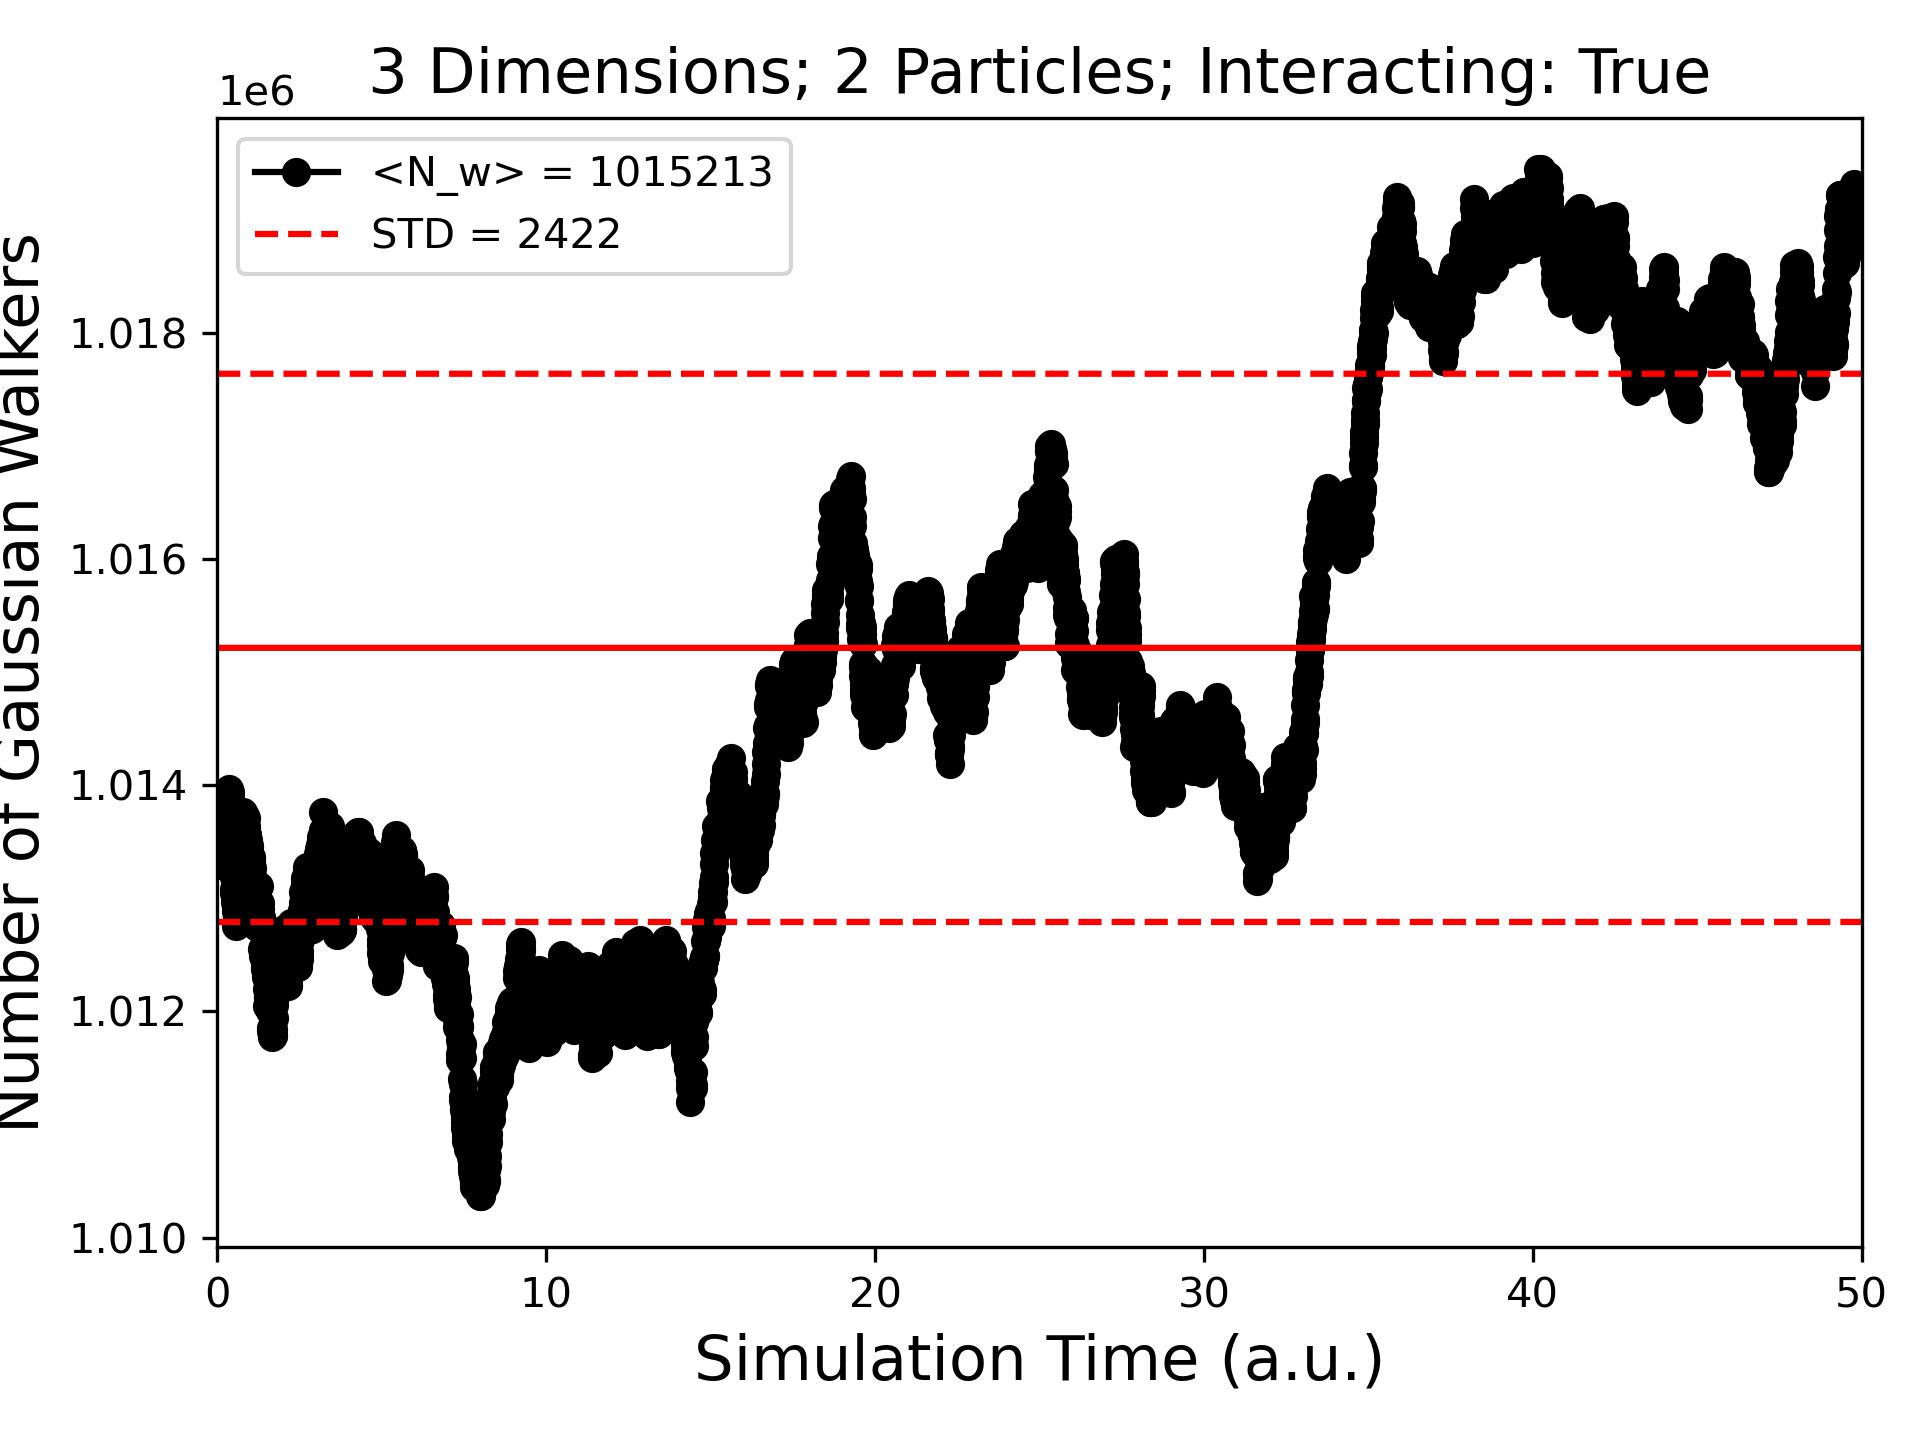 3 Dimensions; 2 Particles; Interacting: True
1e6
<N_w> = 1015213
STD = 2422
Number of Gaussian Walkers
1.018
1.016
1.014
1.012
1.010
0 10 20 30 40 50
Simulation Time (a.u.)